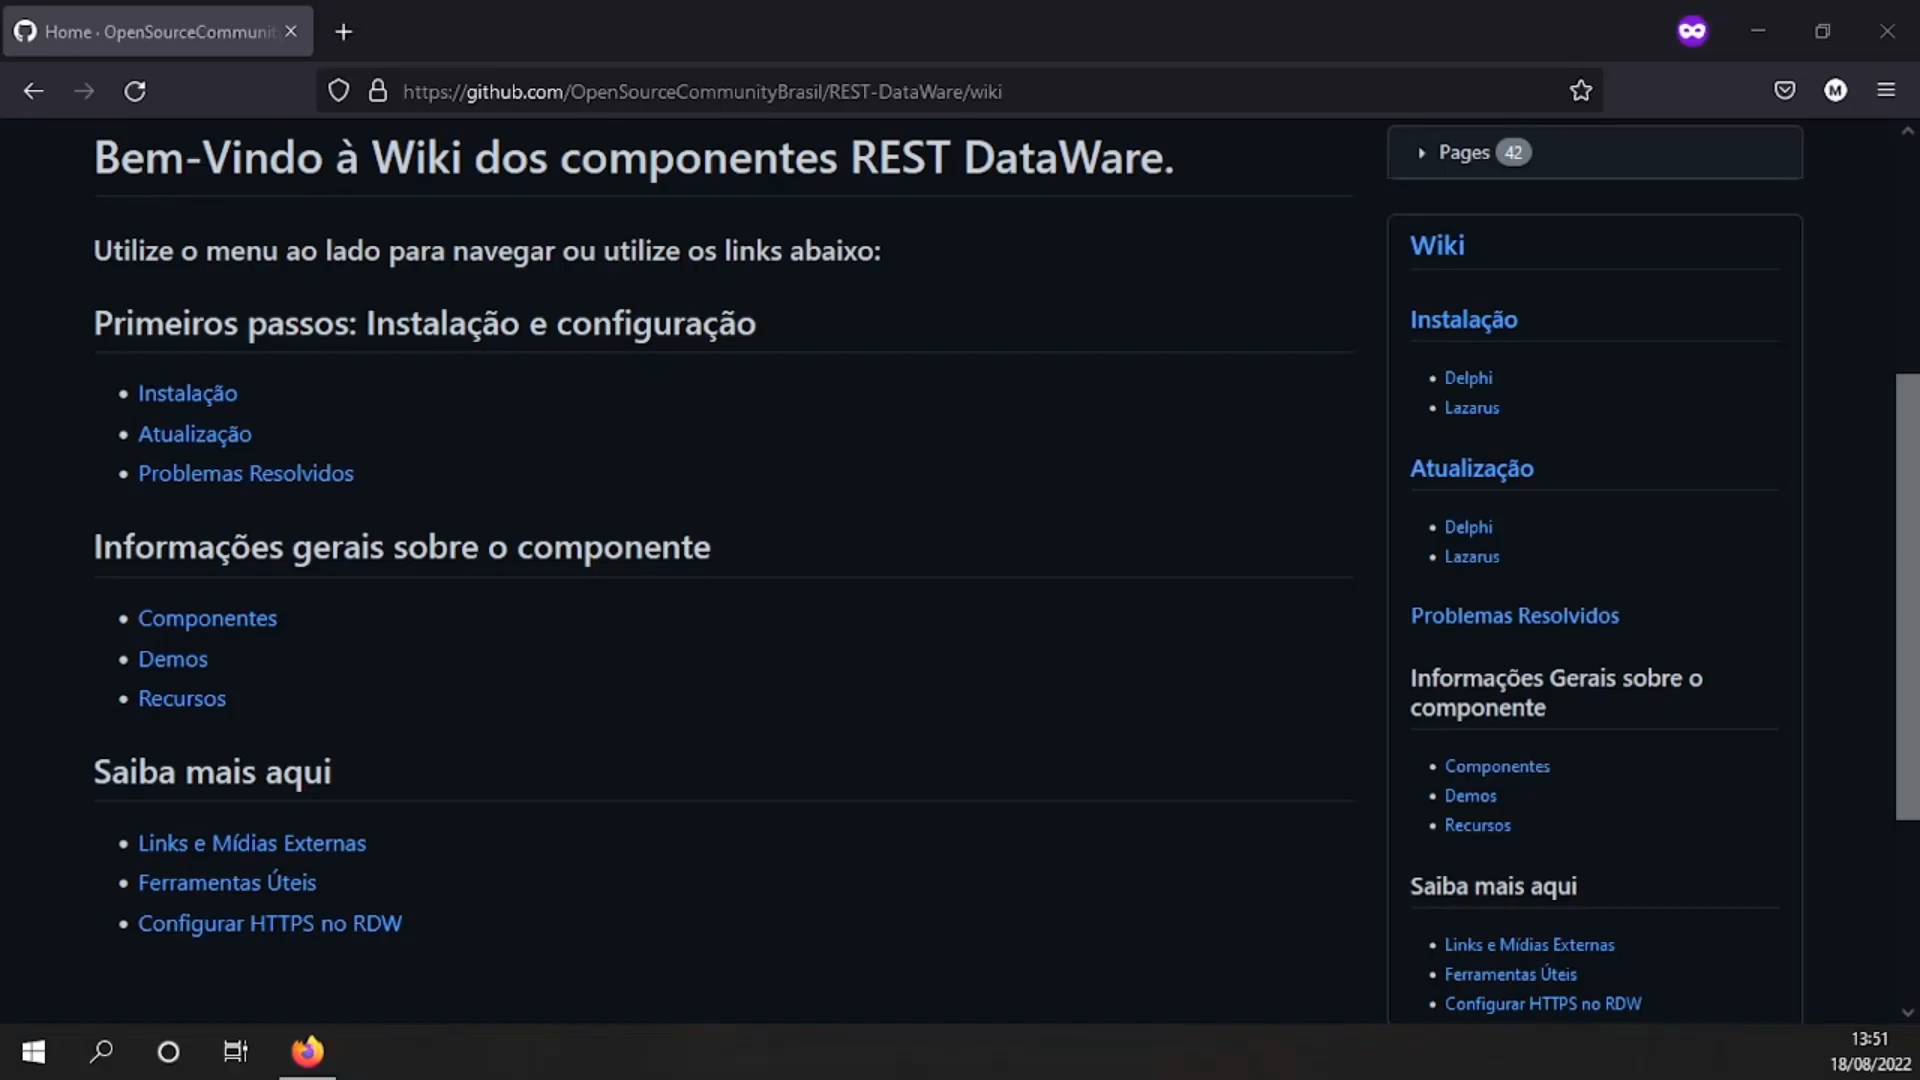 Home · OpenSourceCommunit
https://github.com/OpenSourceCommunityBrasil/REST-DataWare/wiki
M
Bem-Vindo à Wiki dos componentes REST DataWare.
Utilize o menu ao lado para navegar ou utilize os links abaixo:
Primeiros passos: Instalação e configuração
Instalação
Atualização
Problemas Resolvidos
Informações gerais sobre o componente
Componentes
Demos
Recursos
Saiba mais aqui
Links e Mídias Externas
Ferramentas Úteis
Configurar HTTPS no RDW
Pages 42
Wiki
Instalação
Delphi
Lazarus
Atualização
Delphi
Lazarus
Problemas Resolvidos
Informações Gerais sobre o
componente
Componentes
Demos
Recursos
Saiba mais aqui
Links e Mídias Externas
Ferramentas Úteis
Configurar HTTPS no RDW
13:51
18/08/2022